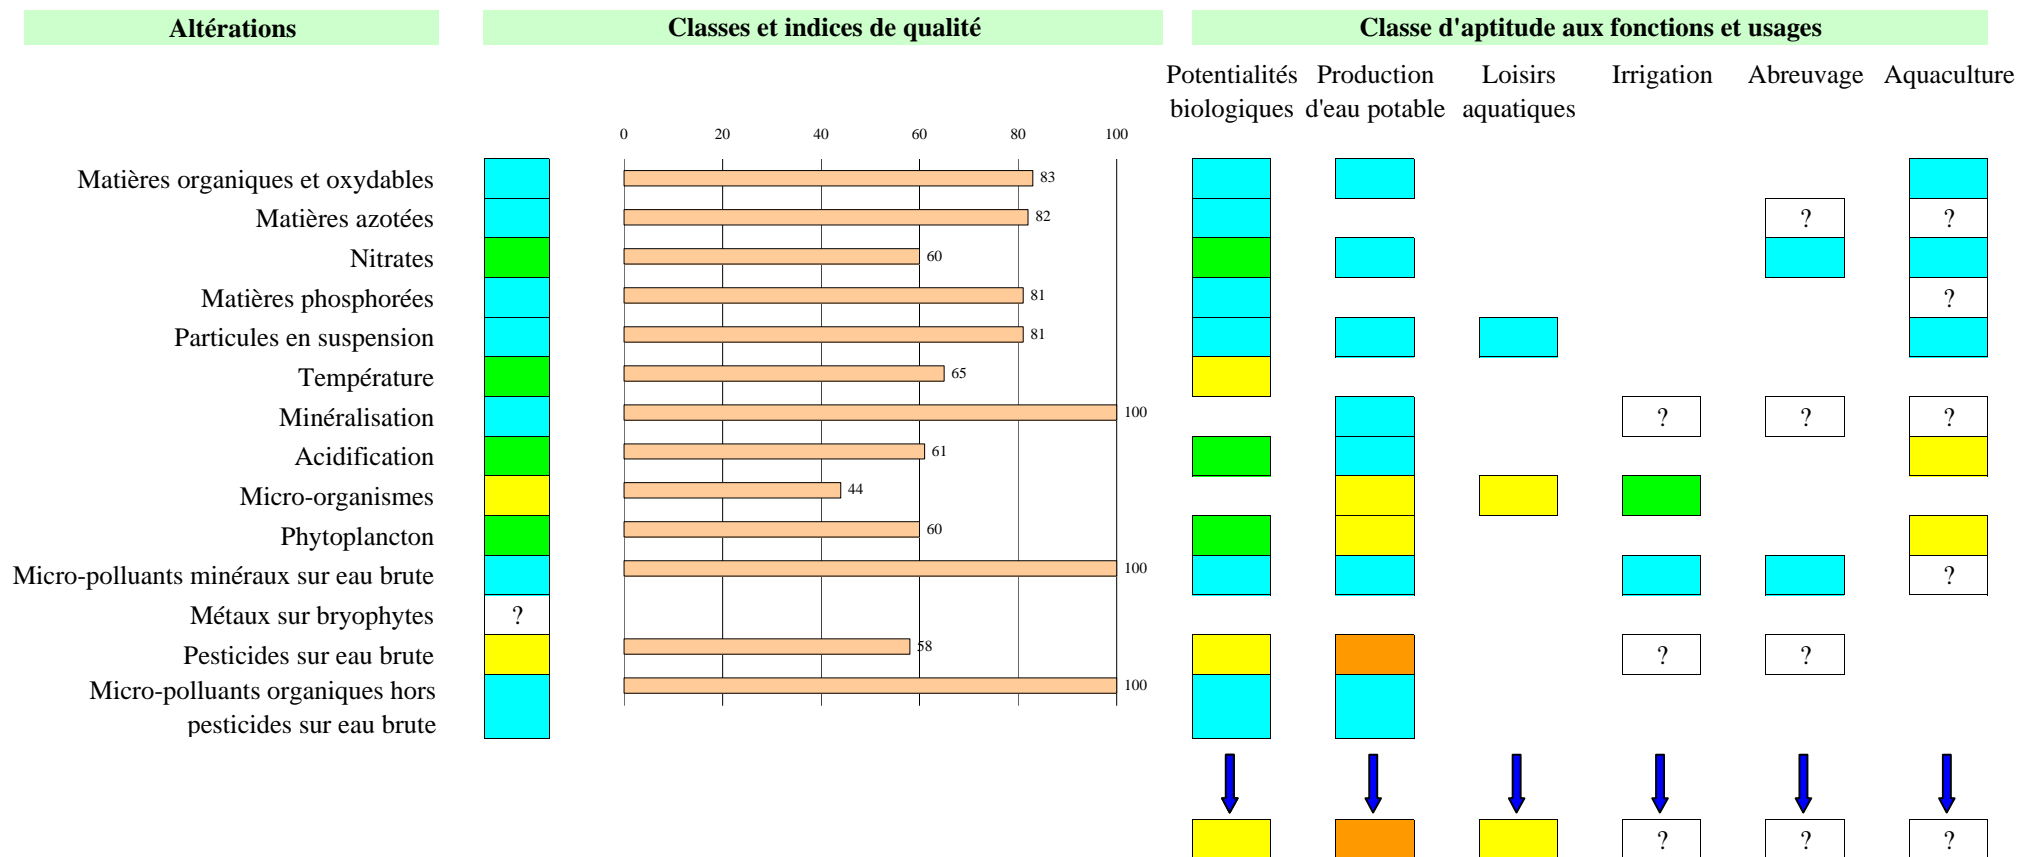 Altérations
Classes et indices de qualité
Classe d'aptitude aux fonctions et usages
Potentialités biologiques
Production d'eau potable
Loisirs aquatiques
Irrigation
Abreuvage
Aquaculture
0 20 40 60 80 100
Matières organiques et oxydables 83
Matières azotées 82 ? ?
Nitrates 60
Matières phosphorées 81 ?
Particules en suspension 81
Température 65
Minéralisation 100 ? ? ?
Acidification 61
Micro-organismes 44
Phytoplancton 60
Micro-polluants minéraux sur eau brute 100 ?
Métaux sur bryophytes ?
Pesticides sur eau brute 58 ? ?
Micro-polluants organiques hors 100
pesticides sur eau brute
? ? ?